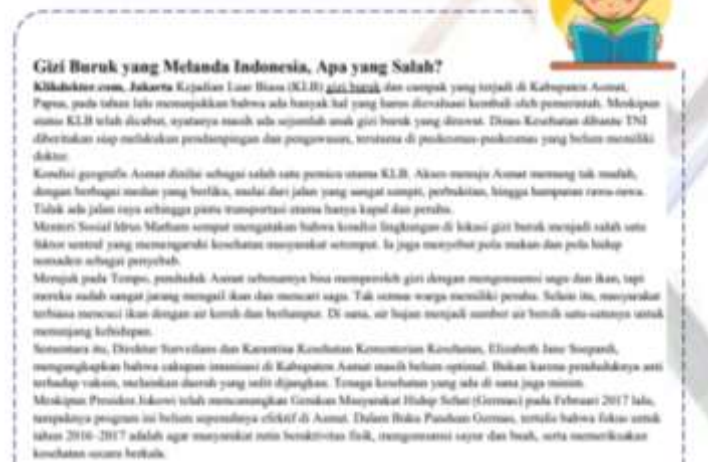 Gizi Buruk yang Melanda Indonesia, Apa yang Salah?
Klikdokter.com, Jakarta Kejadian Luar Biasa (KLB) gizi buruk dan campak yang terjadi di Kabupaten Asmat,
Papua, pada tahun lalu menunjukkan bahwa ada banyak hal yang harus dievaluasi kembali oleh pemerintah. Meskipun
status KLB telah dicabut, nyatanya masih ada sejumlah anak gizi buruk yang dirawat. Dinas Kesehatan dibantu TNI
diberitakan siap melakukan pendampingan dan pengawasan, terutama di puskesmas-puskesmas yang belum memiliki
dokter.
Kondisi geografis Asmat dinilai sebagai salah satu pemicu utama KLB. Akses menuju Asmat memang tak mudah,
dengan berbagai medan yang berliku, mulai dari jalan yang sangat sempit, perbukitan, hingga hamparan rawa-rawa.
Tidak ada jalan raya sehingga pintu transportasi utama hanya kapal dan perahu.
Menteri Sosial Idrus Marham sempat mengatakan bahwa kondisi lingkungan di lokasi gizi buruk menjadi salah satu
faktor sentral yang memengaruhi kesehatan masyarakat setempat. Ia juga menyebut pola makan dan pola hidup
nomaden sebagai penyebab.
Merujuk pada Tempo, penduduk Asmat sebenarnya bisa memperoleh gizi dengan mengonsumsi sagu dan ikan, tapi
mereka sudah sangat jarang mengail ikan dan mencari sagu. Tak semua warga memiliki perahu. Selain itu, masyarakat
terbiasa mencuci ikan dengan air keruh dan berlumpur. Di sana, air hujan menjadi sumber air bersih satu-satunya untuk
menunjang kehidupan.
Sementara itu, Direktur Surveilans dan Karantina Kesehatan Kementerian Kesehatan, Elizabeth Jane Soepardi,
mengungkapkan bahwa cakupan imunisasi di Kabupaten Asmat masih belum optimal. Bukan karena penduduknya anti
terhadap vaksin, melainkan daerah yang sulit dijangkau. Tenaga kesehatan yang ada di sana juga minim.
Meskipun Presiden Jokowi telah mencanangkan Gerakan Masyarakat Hidup Sehat (Germas) pada Februari 2017 lalu,
tampaknya program ini belum sepenuhnya efektif di Asmat. Dalam Buku Panduan Germas, tertulis bahwa fokus untuk
tahun 2016-2017 adalah agar masyarakat rutin beraktivitas fisik, mengonsumsi sayur dan buah, serta memeriksakan
kesehatan secara berkala.